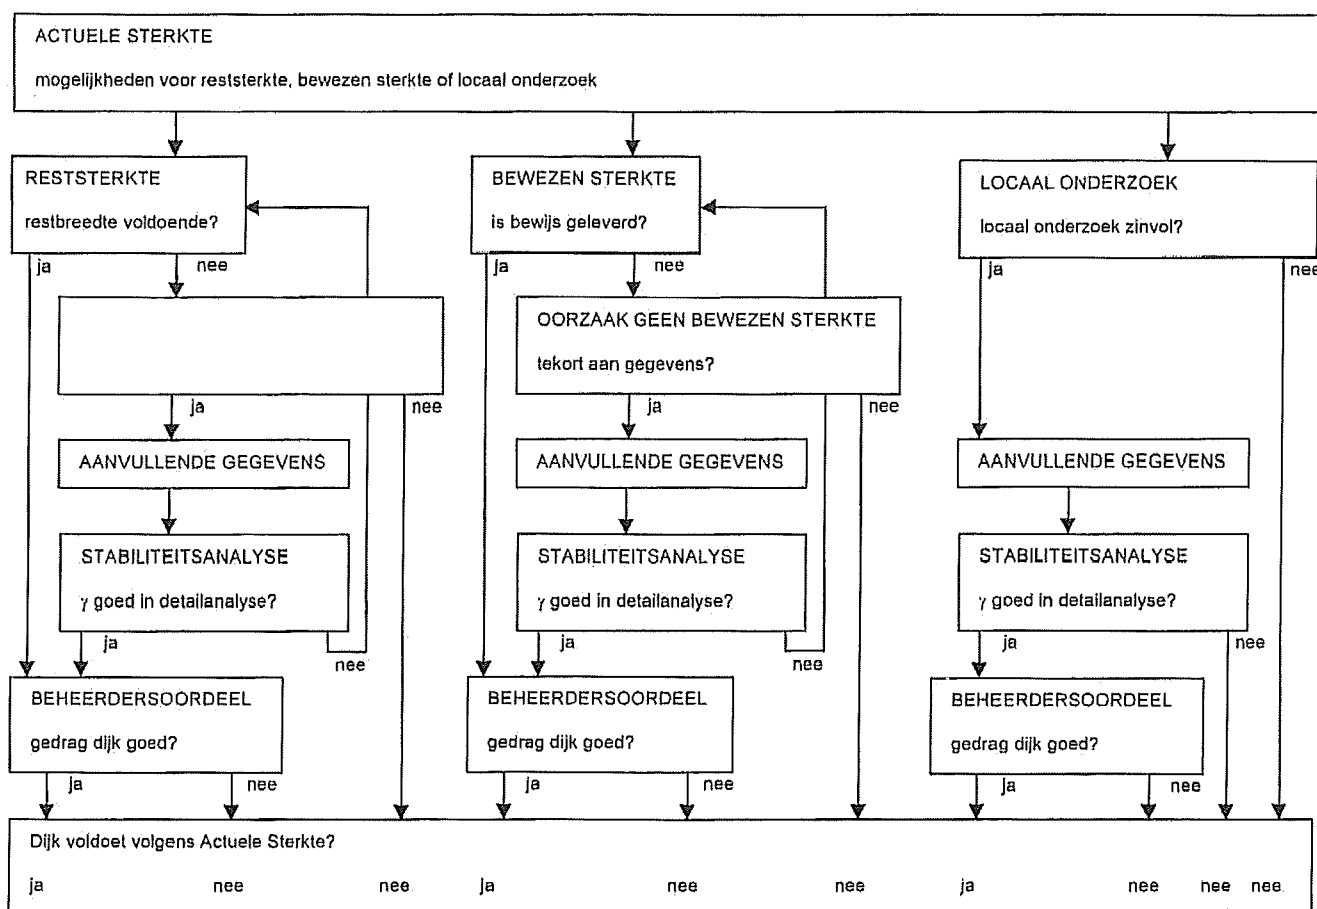 ACTUELE STERKTE
mogelijkheden voor reststerkte, bewezen sterkte of locaal onderzoek
RESTSTERKTE
restbreedte voldoende?
ja
nee
BEWEZEN STERKTE
is bewijs geleverd?
ja
nee
LOCAAL ONDERZOEK
locaal onderzoek zinvol?
ja
nee
OORZAAK GEEN BEWEZEN STERKTE
tekort aan gegevens?
ja
nee
ja
nee
AANVULLENDE GEGEVENS
AANVULLENDE GEGEVENS
AANVULLENDE GEGEVENS
STABILITEITSANALYSE
γ goed in detailanalyse?
ja
nee
STABILITEITSANALYSE
γ goed in detailanalyse?
ja
nee
STABILITEITSANALYSE
γ goed in detailanalyse?
ja
nee
BEHEERDERSOORDEEL
gedrag dijk goed?
ja
nee
BEHEERDERSOORDEEL
gedrag dijk goed?
ja
nee
BEHEERDERSOORDEEL
gedrag dijk goed?
ja
nee
Dijk voldoet volgens Actuele Sterkte?
ja nee nee ja nee nee ja nee nee nee